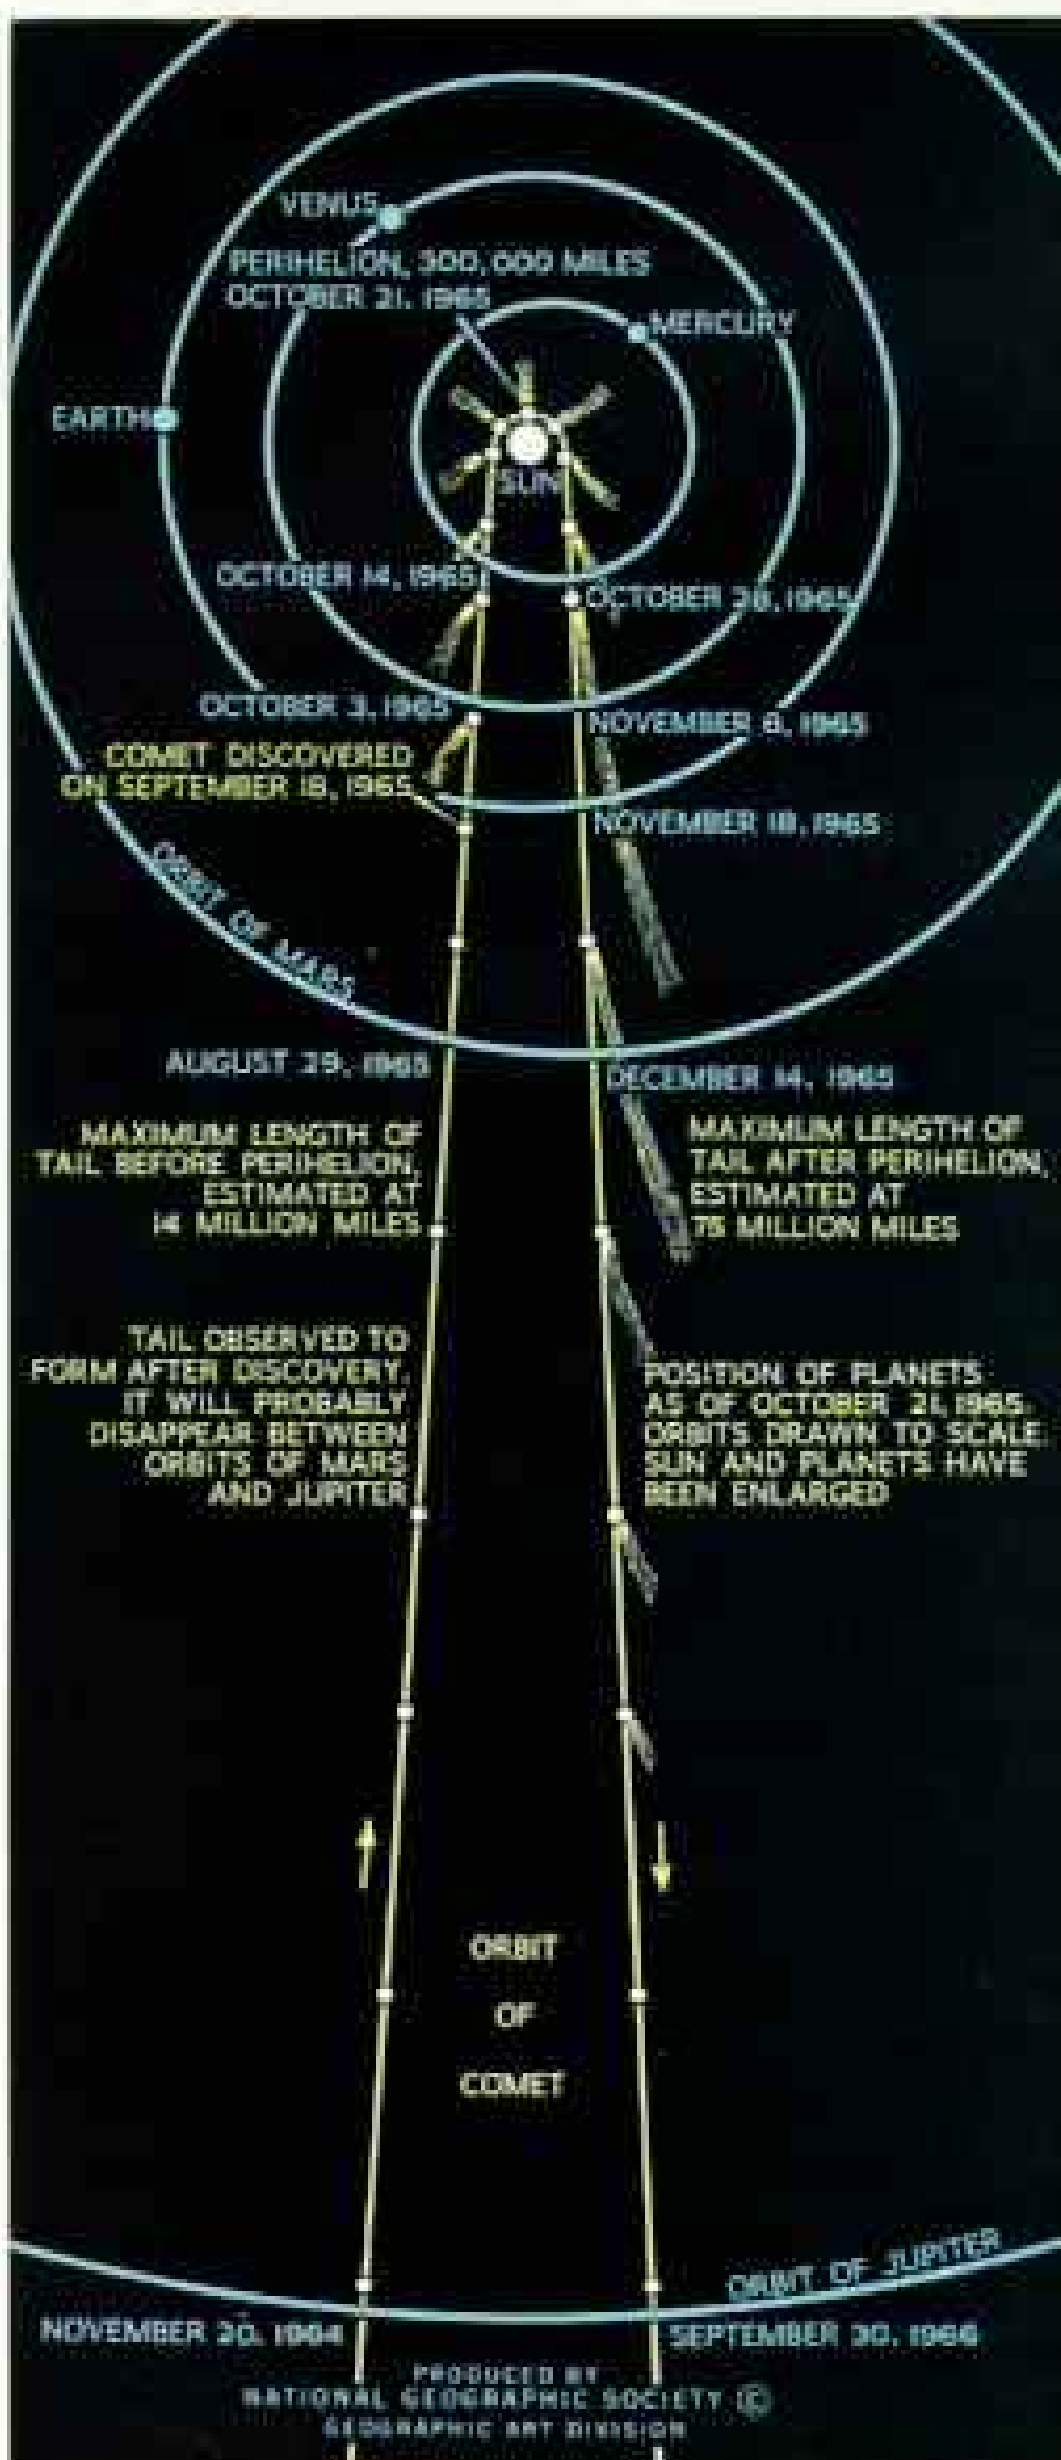 VENUS
PERIHELION, 300,000 MILES
OCTOBER 21, 1965
MERCURY
EARTH
SUN
OCTOBER 14, 1965
OCTOBER 28, 1965
OCTOBER 3, 1965
NOVEMBER 8, 1965
COMET DISCOVERED
ON SEPTEMBER 18, 1965
NOVEMBER 18, 1965
ORBIT OF MARS
AUGUST 29, 1965
DECEMBER 14, 1965
MAXIMUM LENGTH OF
TAIL BEFORE PERIHELION,
ESTIMATED AT
14 MILLION MILES
MAXIMUM LENGTH OF
TAIL AFTER PERIHELION,
ESTIMATED AT
75 MILLION MILES
TAIL OBSERVED TO
FORM AFTER DISCOVERY.
IT WILL PROBABLY
DISAPPEAR BETWEEN
ORBITS OF MARS
AND JUPITER
POSITION OF PLANETS
AS OF OCTOBER 21, 1965.
ORBITS DRAWN TO SCALE.
SUN AND PLANETS HAVE
BEEN ENLARGED
ORBIT
OF
COMET
ORBIT OF JUPITER
NOVEMBER 20, 1964
SEPTEMBER 30, 1966
PRODUCED BY
NATIONAL GEOGRAPHIC SOCIETY ©
GEOGRAPHIC ART DIVISION